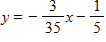 y = - 3/35 x - 1/5